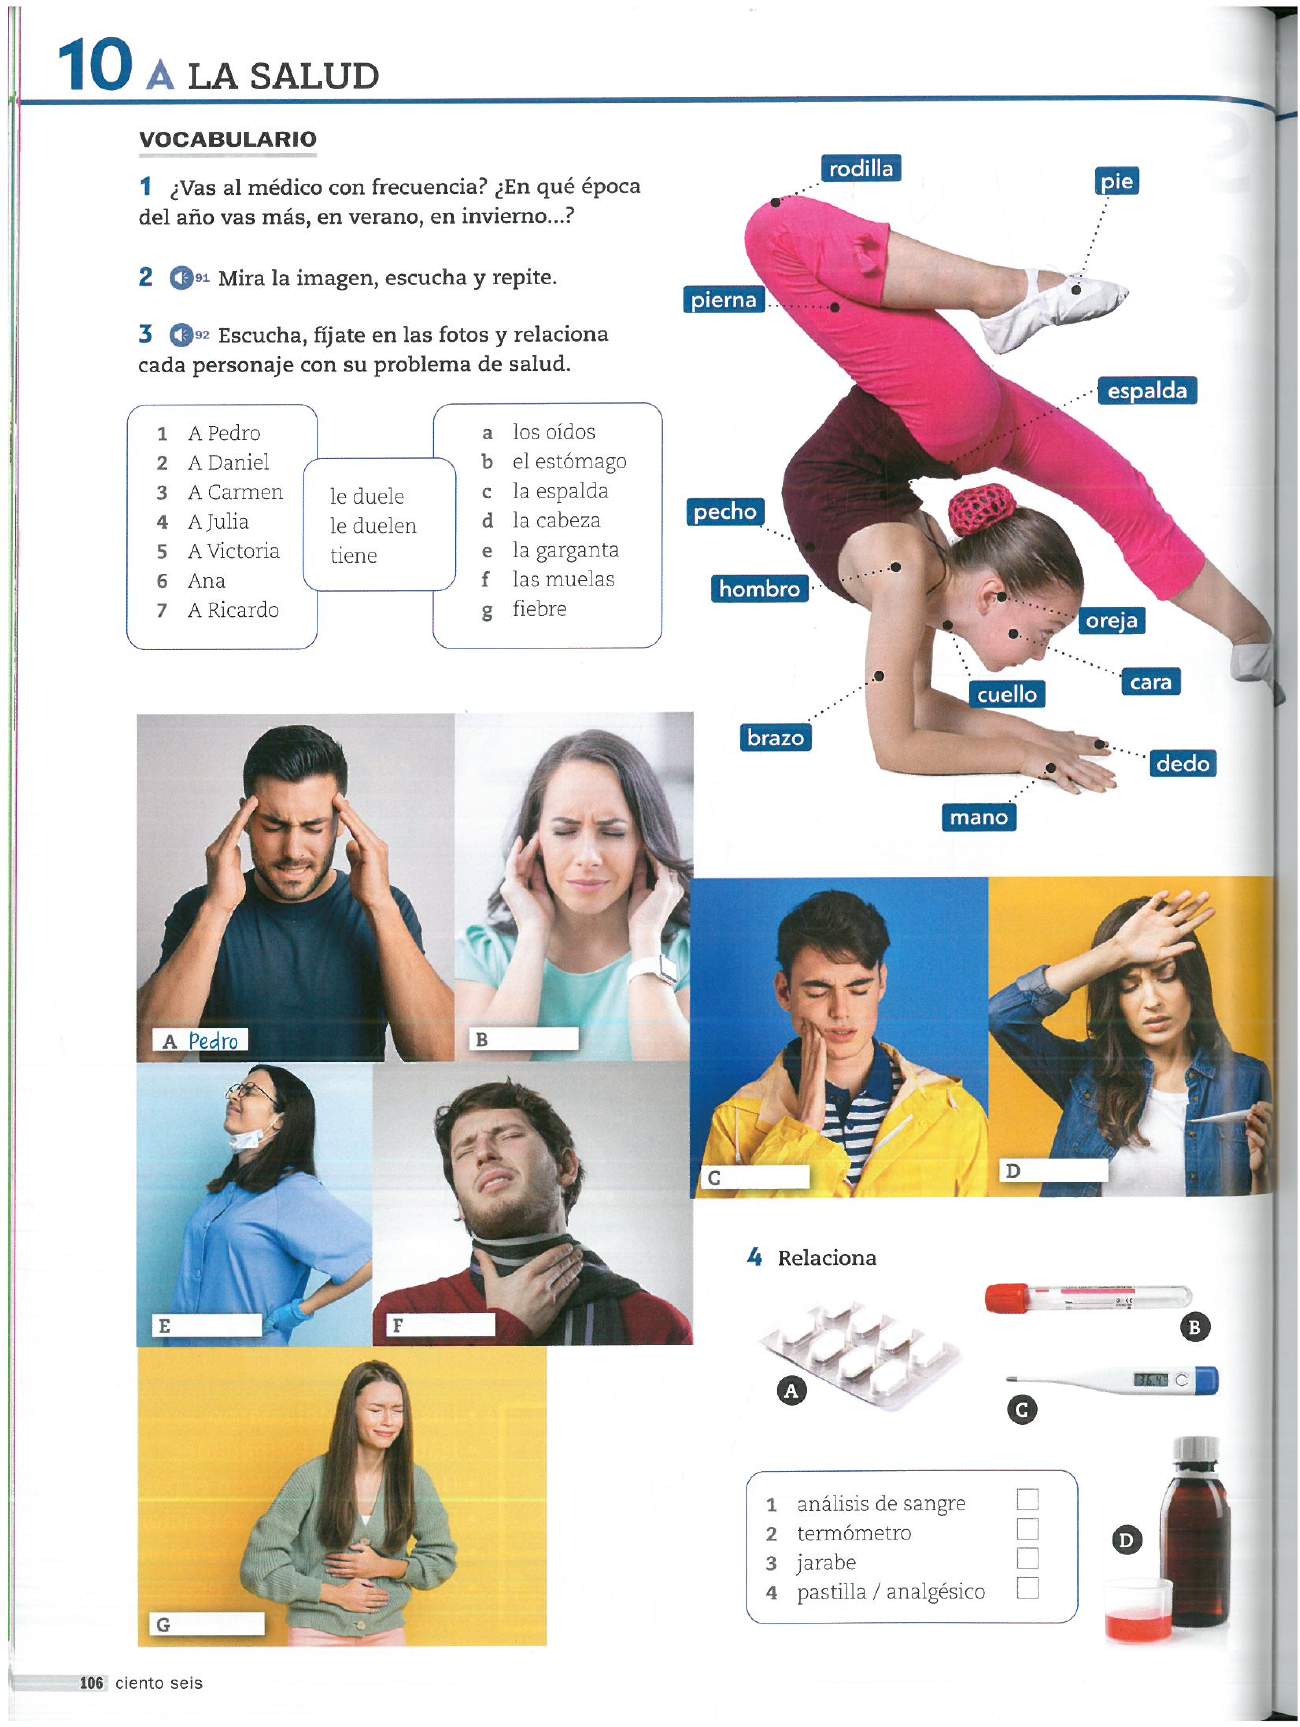 10 A LA SALUD
VOCABULARIO
1 ¿Vas al médico con frecuencia? ¿En qué época
del año vas más, en verano, en invierno...?
2 91 Mira la imagen, escucha y repite.
3 92 Escucha, fíjate en las fotos y relaciona
cada personaje con su problema de salud.
1 A Pedro
2 A Daniel
3 A Carmen
4 A Julia
5 A Victoria
6 Ana
7 A Ricardo
le duele
le duelen
tiene
a los oídos
b el estómago
c la espalda
d la cabeza
e la garganta
f las muelas
g fiebre
rodilla
pie
pierna
espalda
pecho
hombro
oreja
cara
cuello
brazo
dedo
mano
A Pedro
B
C
D
E
F
G
4 Relaciona
A
B
C
36.4
D
1 análisis de sangre
2 termómetro
3 jarabe
4 pastilla / analgésico
106 ciento seis